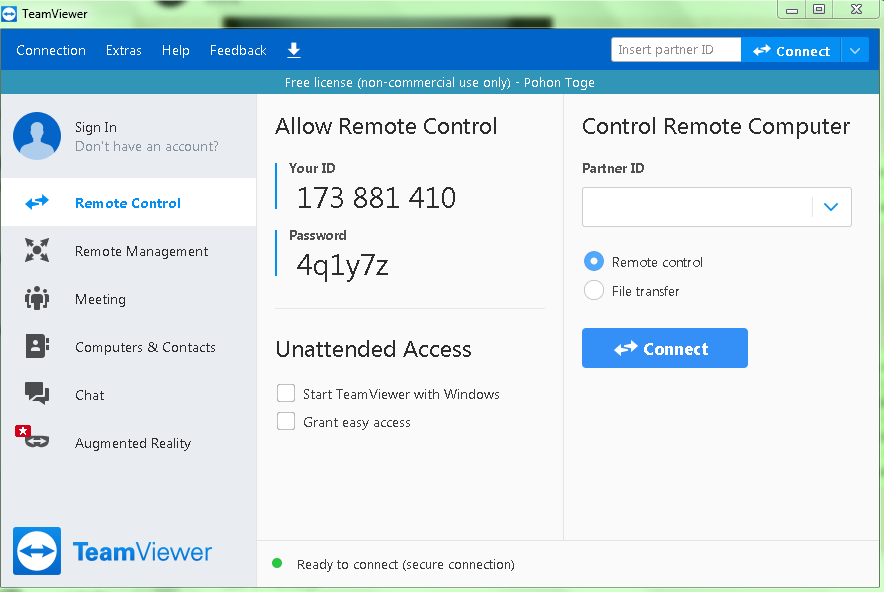 TeamViewer
Connection Extras Help Feedback
Insert partner ID
Connect
Free license (non-commercial use only) - Pohon Toge
Sign In
Don't have an account?
Remote Control
Remote Management
Meeting
Computers & Contacts
Chat
Augmented Reality
TeamViewer
Allow Remote Control
Your ID
173 881 410
Password
4q1y7z
Unattended Access
Start TeamViewer with Windows
Grant easy access
Control Remote Computer
Partner ID
Remote control
File transfer
Connect
Ready to connect (secure connection)